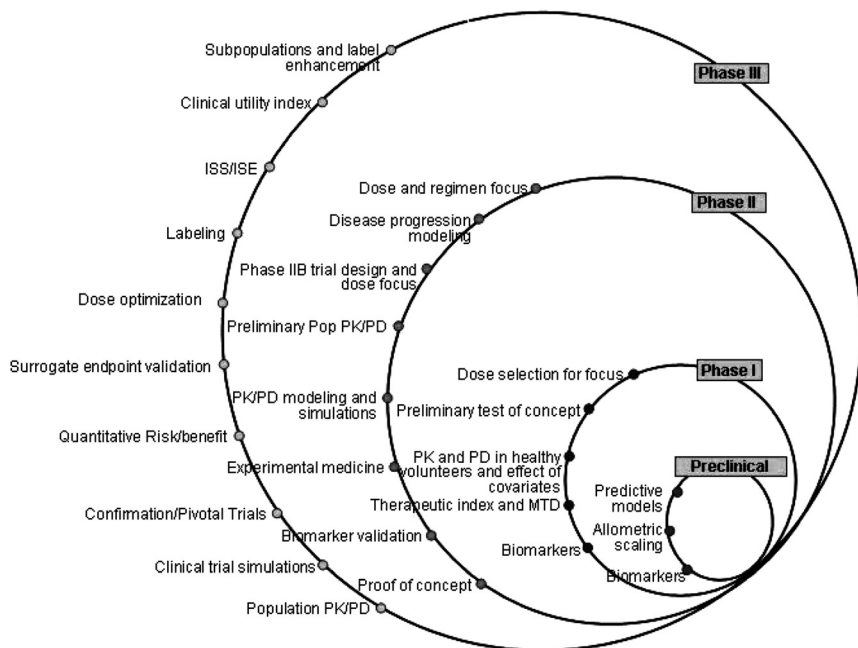 Subpopulations and label
enhancement
Phase III
Clinical utility index
ISS/ISE
Dose and regimen focus
Phase II
Disease progression
modeling
Labeling
Phase IIB trial design and
dose focus
Dose optimization
Preliminary Pop PK/PD
Surrogate endpoint validation
Dose selection for focus
Phase I
PK/PD modeling and
simulations
Preliminary test of concept
Quantitative Risk/benefit
Experimental medicine
PK and PD in healthy
volunteers and effect of
covariates
Preclinical
Predictive
models
Therapeutic index and MTD
Confirmation/Pivotal Trials
Allometric
scaling
Biomarker validation
Biomarkers
Clinical trial simulations
Biomarkers
Proof of concept
Population PK/PD